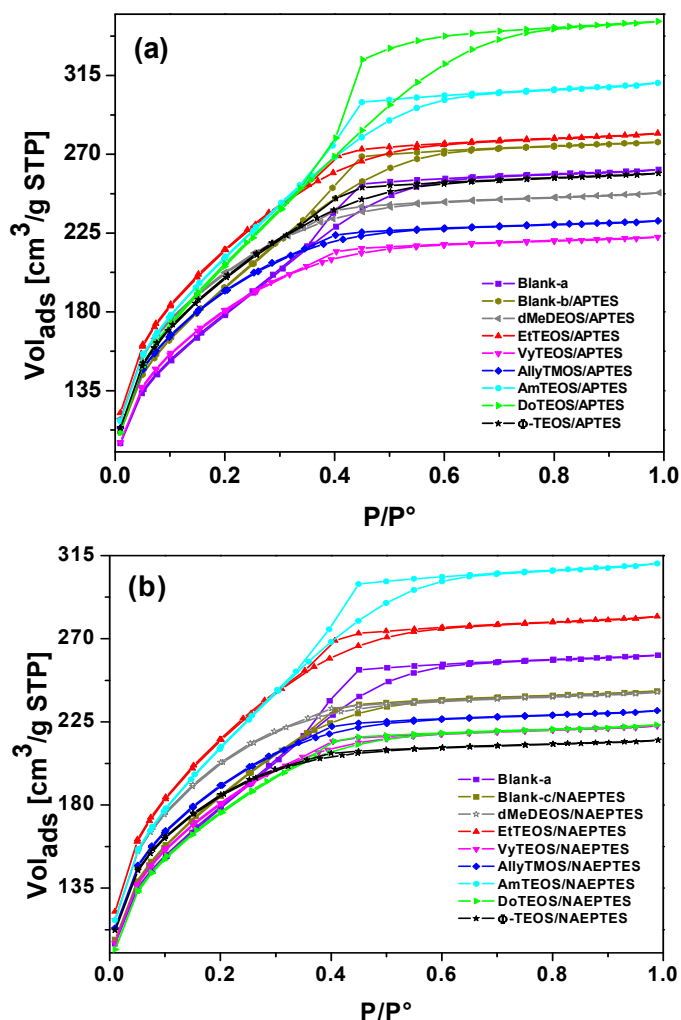 (a)
315
270
225
180
135
Vol_ads [cm³/g STP]
Blank-a
Blank-b/APTES
dMeDEOS/APTES
EtTEOS/APTES
VyTEOS/APTES
AllyTMOS/APTES
AmTEOS/APTES
DoTEOS/APTES
Φ-TEOS/APTES
0.0 0.2 0.4 0.6 0.8 1.0
P/P°
(b)
315
270
225
180
135
Vol_ads [cm³/g STP]
Blank-a
Blank-c/NAEPTES
dMeDEOS/NAEPTES
EtTEOS/NAEPTES
VyTEOS/NAEPTES
AllyTMOS/NAEPTES
AmTEOS/NAEPTES
DoTEOS/NAEPTES
Φ-TEOS/NAEPTES
0.0 0.2 0.4 0.6 0.8 1.0
P/P°